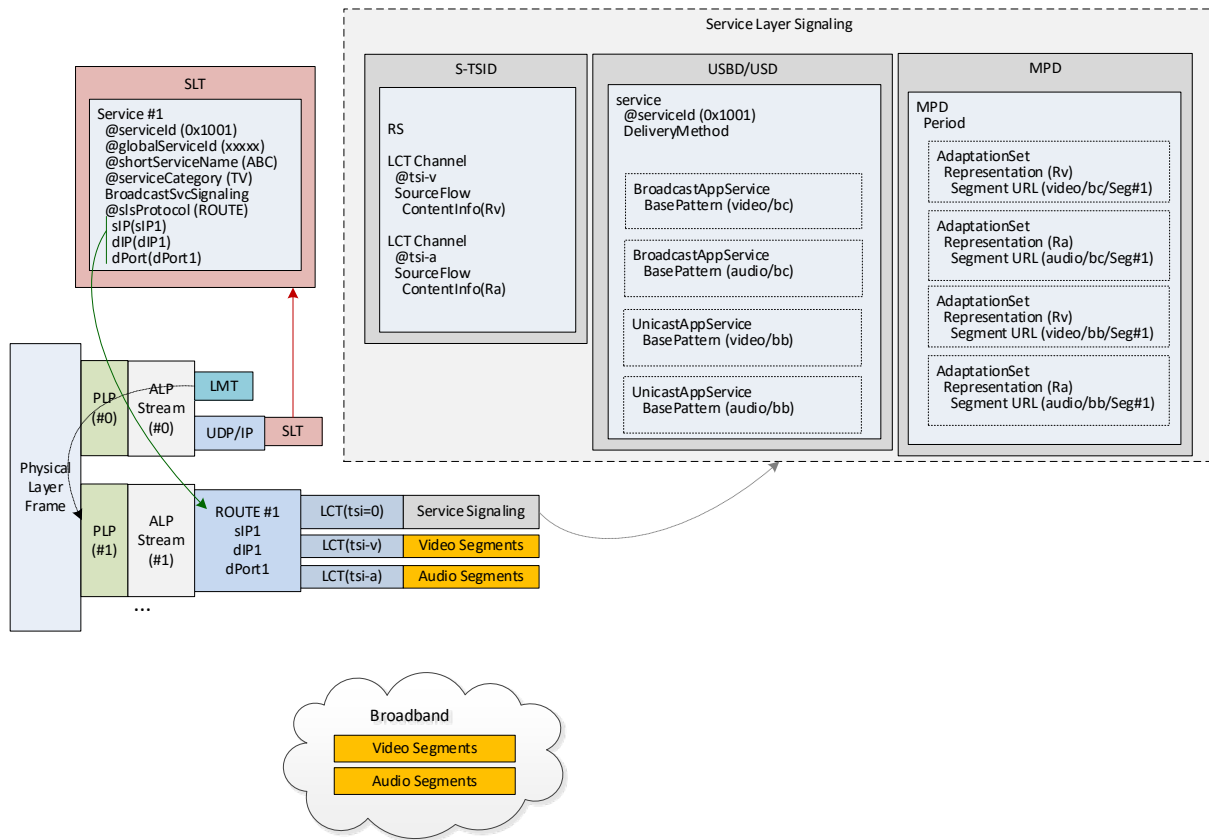 Service Layer Signaling
SLT
Service #1
@serviceId (0x1001)
@globalServiceId (xxxxx)
@shortServiceName (ABC)
@serviceCategory (TV)
BroadcastSvcSignaling
@slsProtocol (ROUTE)
sIP(sIP1)
dIP(dIP1)
dPort(dPort1)
S-TSID
RS
LCT Channel
@tsi-v
SourceFlow
ContentInfo(Rv)
LCT Channel
@tsi-a
SourceFlow
ContentInfo(Ra)
USBD/USD
service
@serviceId (0x1001)
DeliveryMethod
BroadcastAppService
BasePattern (video/bc)
BroadcastAppService
BasePattern (audio/bc)
UnicastAppService
BasePattern (video/bb)
UnicastAppService
BasePattern (audio/bb)
MPD
MPD
Period
AdaptationSet
Representation (Rv)
Segment URL (video/bc/Seg#1)
AdaptationSet
Representation (Ra)
Segment URL (audio/bc/Seg#1)
AdaptationSet
Representation (Rv)
Segment URL (video/bb/Seg#1)
AdaptationSet
Representation (Ra)
Segment URL (audio/bb/Seg#1)
Physical
Layer
Frame
PLP
(#0)
ALP
Stream
(#0)
LMT
UDP/IP
SLT
PLP
(#1)
ALP
Stream
(#1)
ROUTE #1
sIP1
dIP1
dPort1
LCT(tsi=0)
Service Signaling
LCT(tsi-v)
Video Segments
LCT(tsi-a)
Audio Segments
...
Broadband
Video Segments
Audio Segments